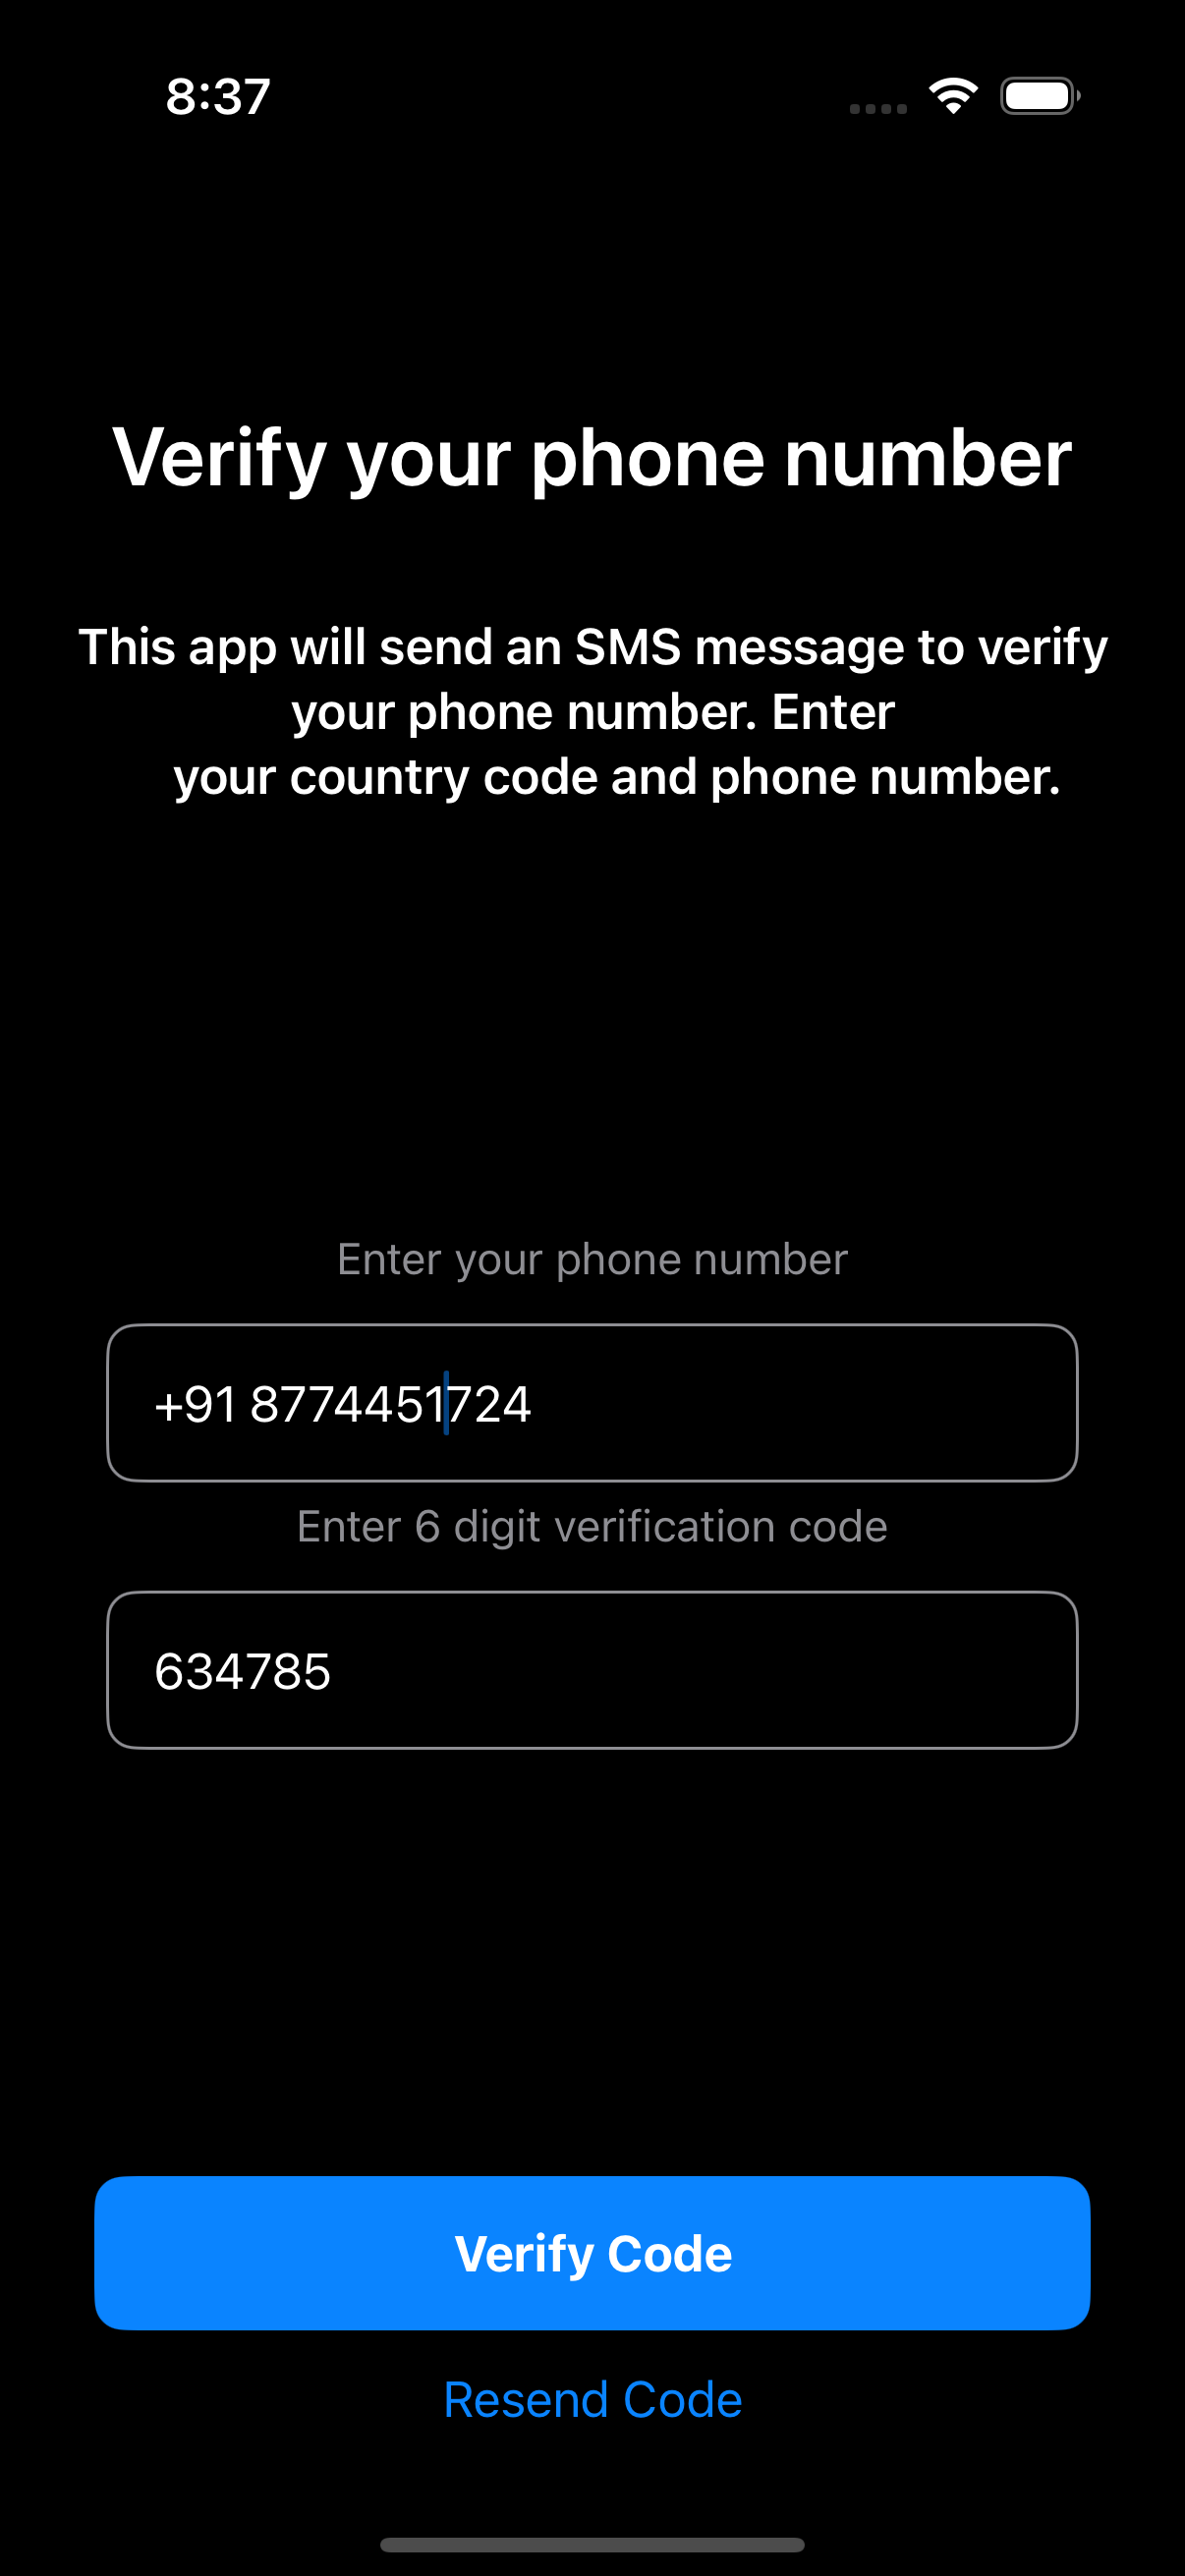 8:37
Verify your phone number
This app will send an SMS message to verify
your phone number. Enter
your country code and phone number.
Enter your phone number
+91 8774451724
Enter 6 digit verification code
634785
Verify Code
Resend Code